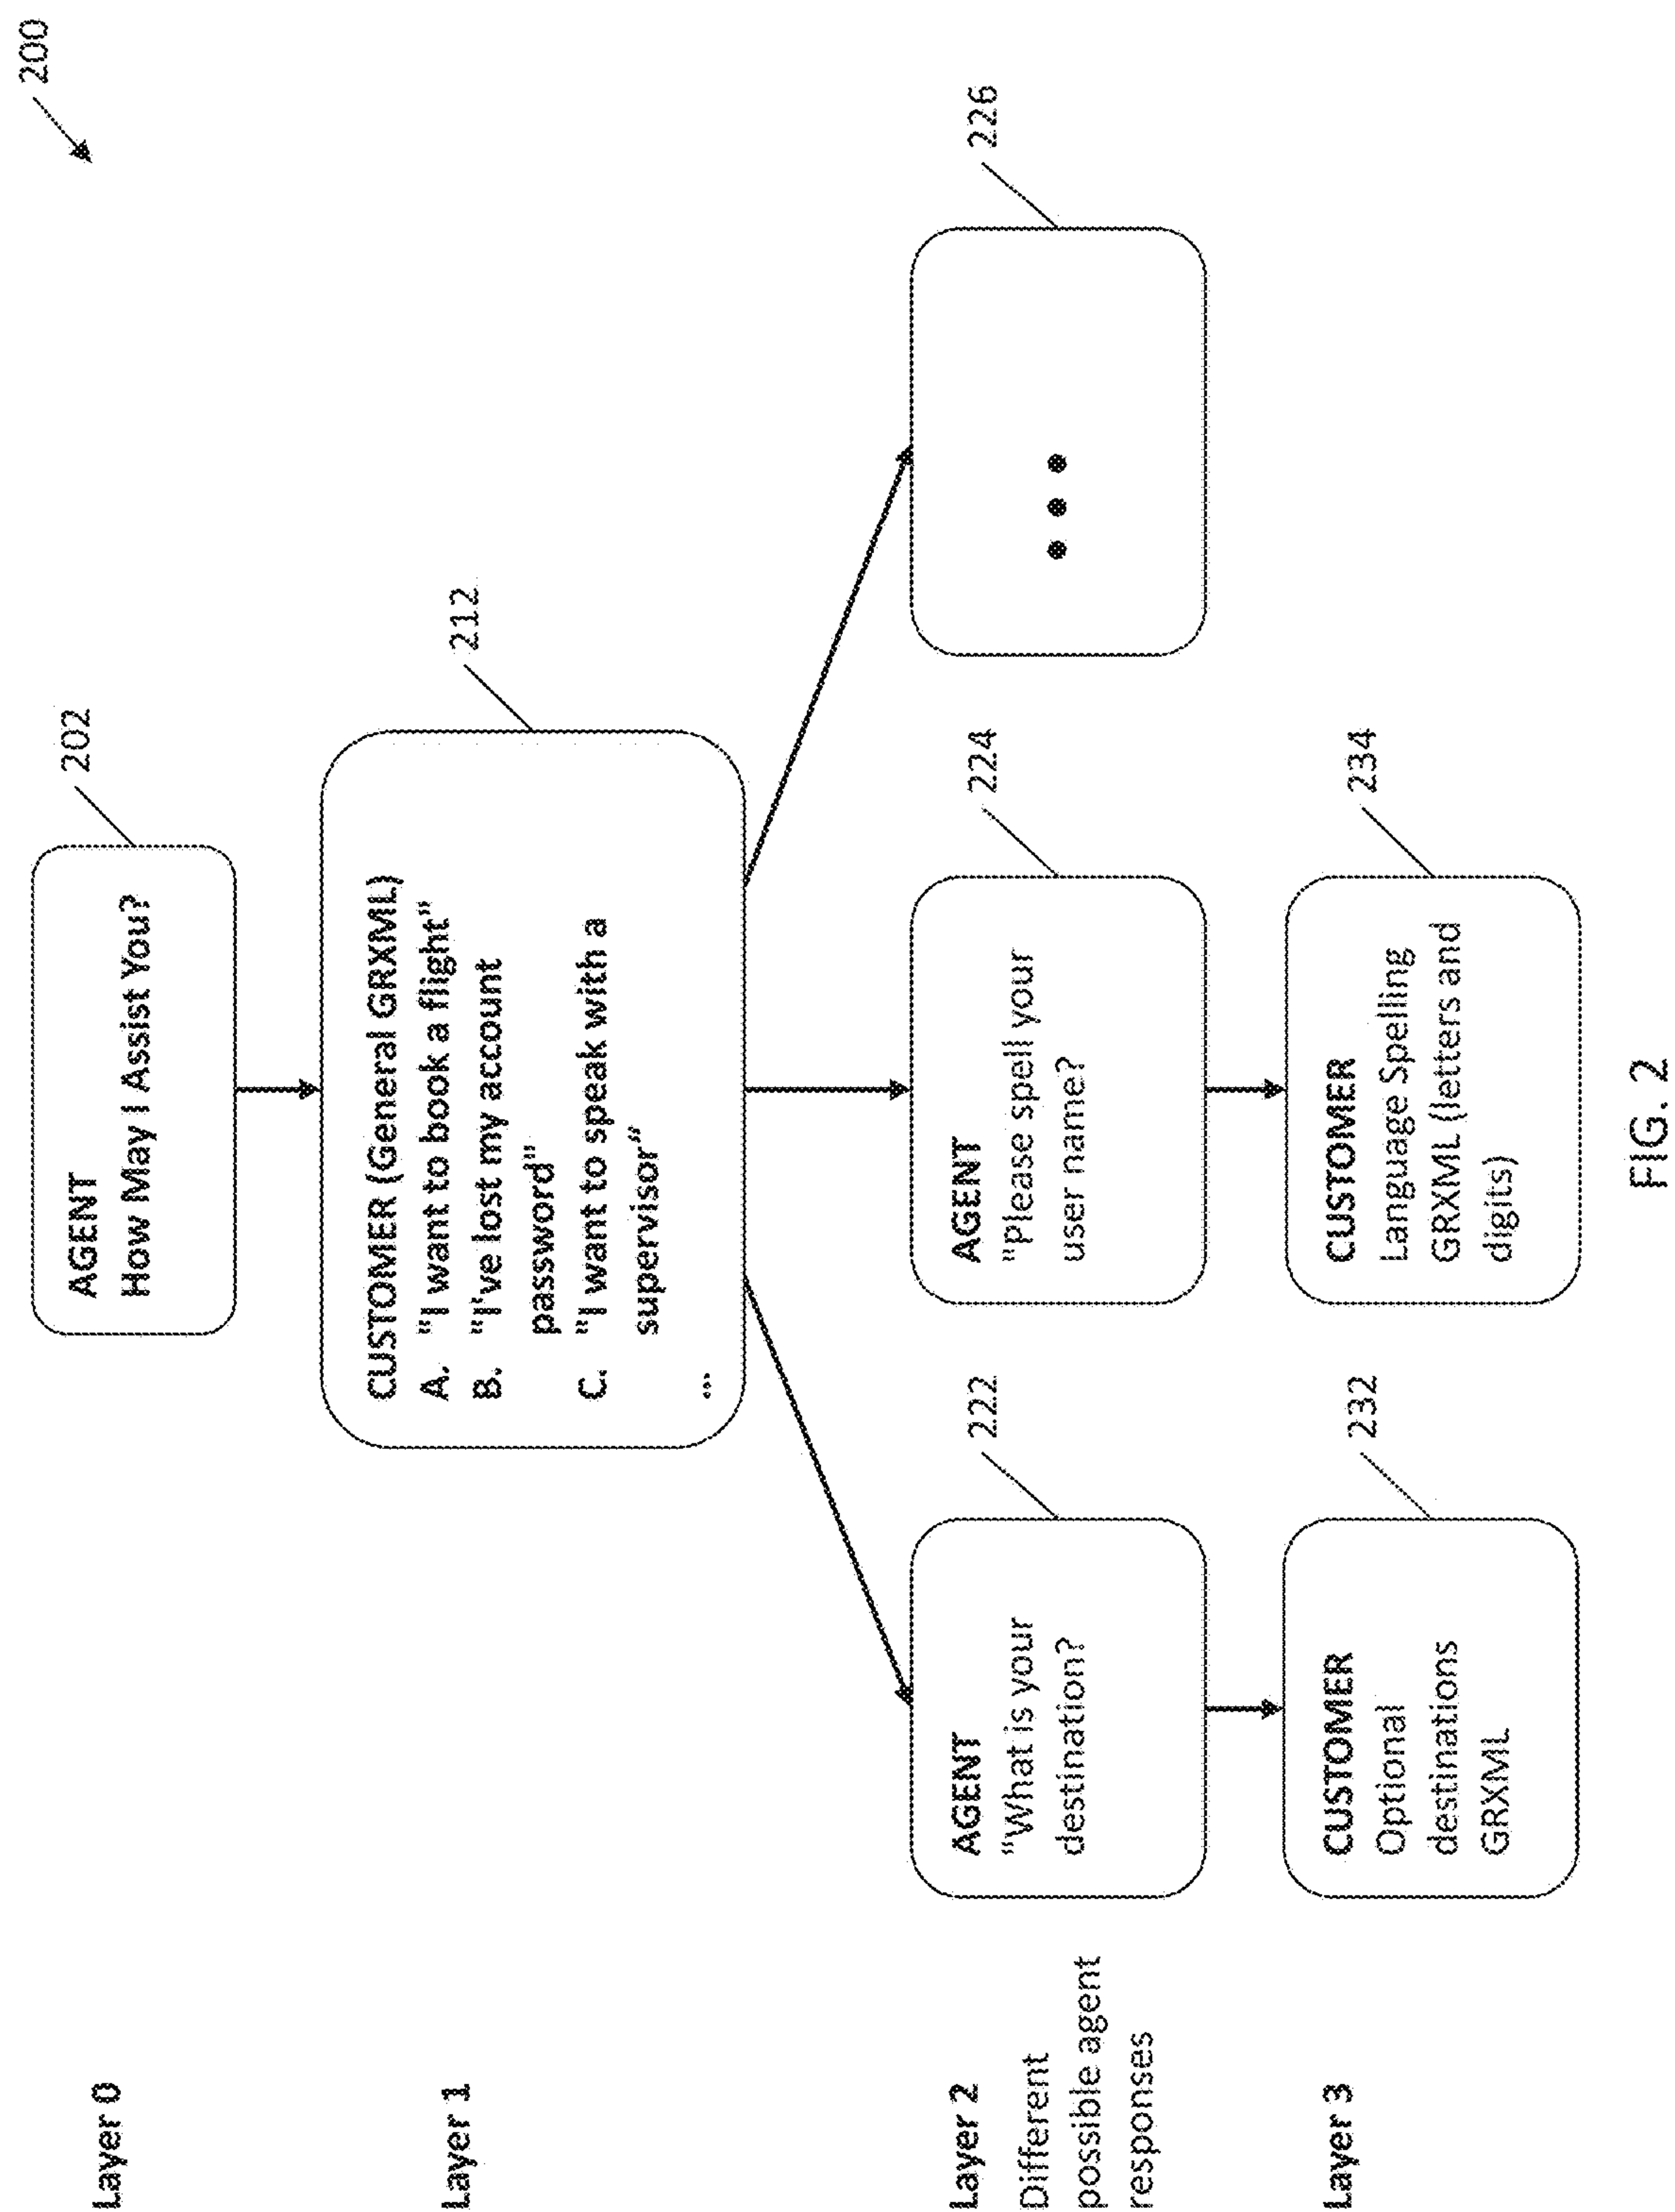 200
Layer 0
AGENT
How May I Assist You?
202
Layer 1
CUSTOMER (General GRXML)
A. "I want to book a flight"
B. "I've lost my account
password"
C. "I want to speak with a
supervisor"
...
212
Layer 2
Different
possible agent
responses
AGENT
"What is your
destination?
222
AGENT
"Please spell your
user name?
224
• • •
226
Layer 3
CUSTOMER
Optional
destinations
GRXML
232
CUSTOMER
Language Spelling
GRXML (letters and
digits)
234
FIG. 2